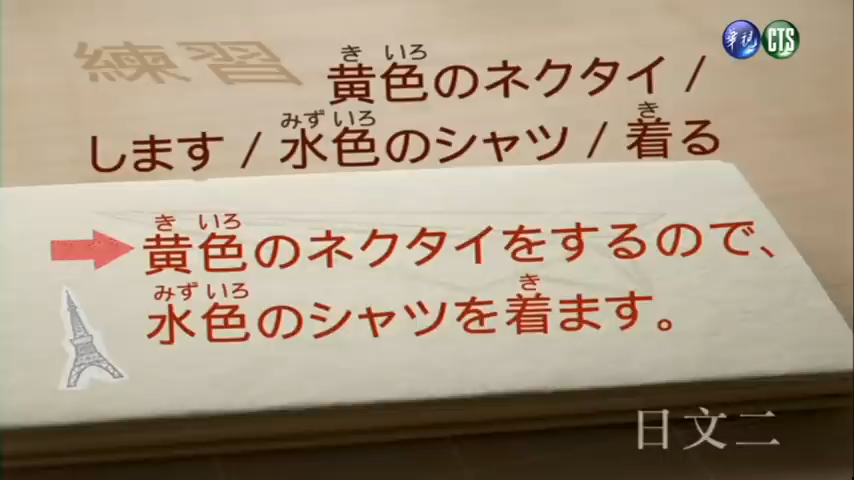 華視 CTS
練習
黄色のネクタイ /
します / 水色のシャツ / 着る
きいろ
みずいろ
き
黄色のネクタイをするので、
きいろ
水色のシャツを着ます。
みずいろ
き
日文二